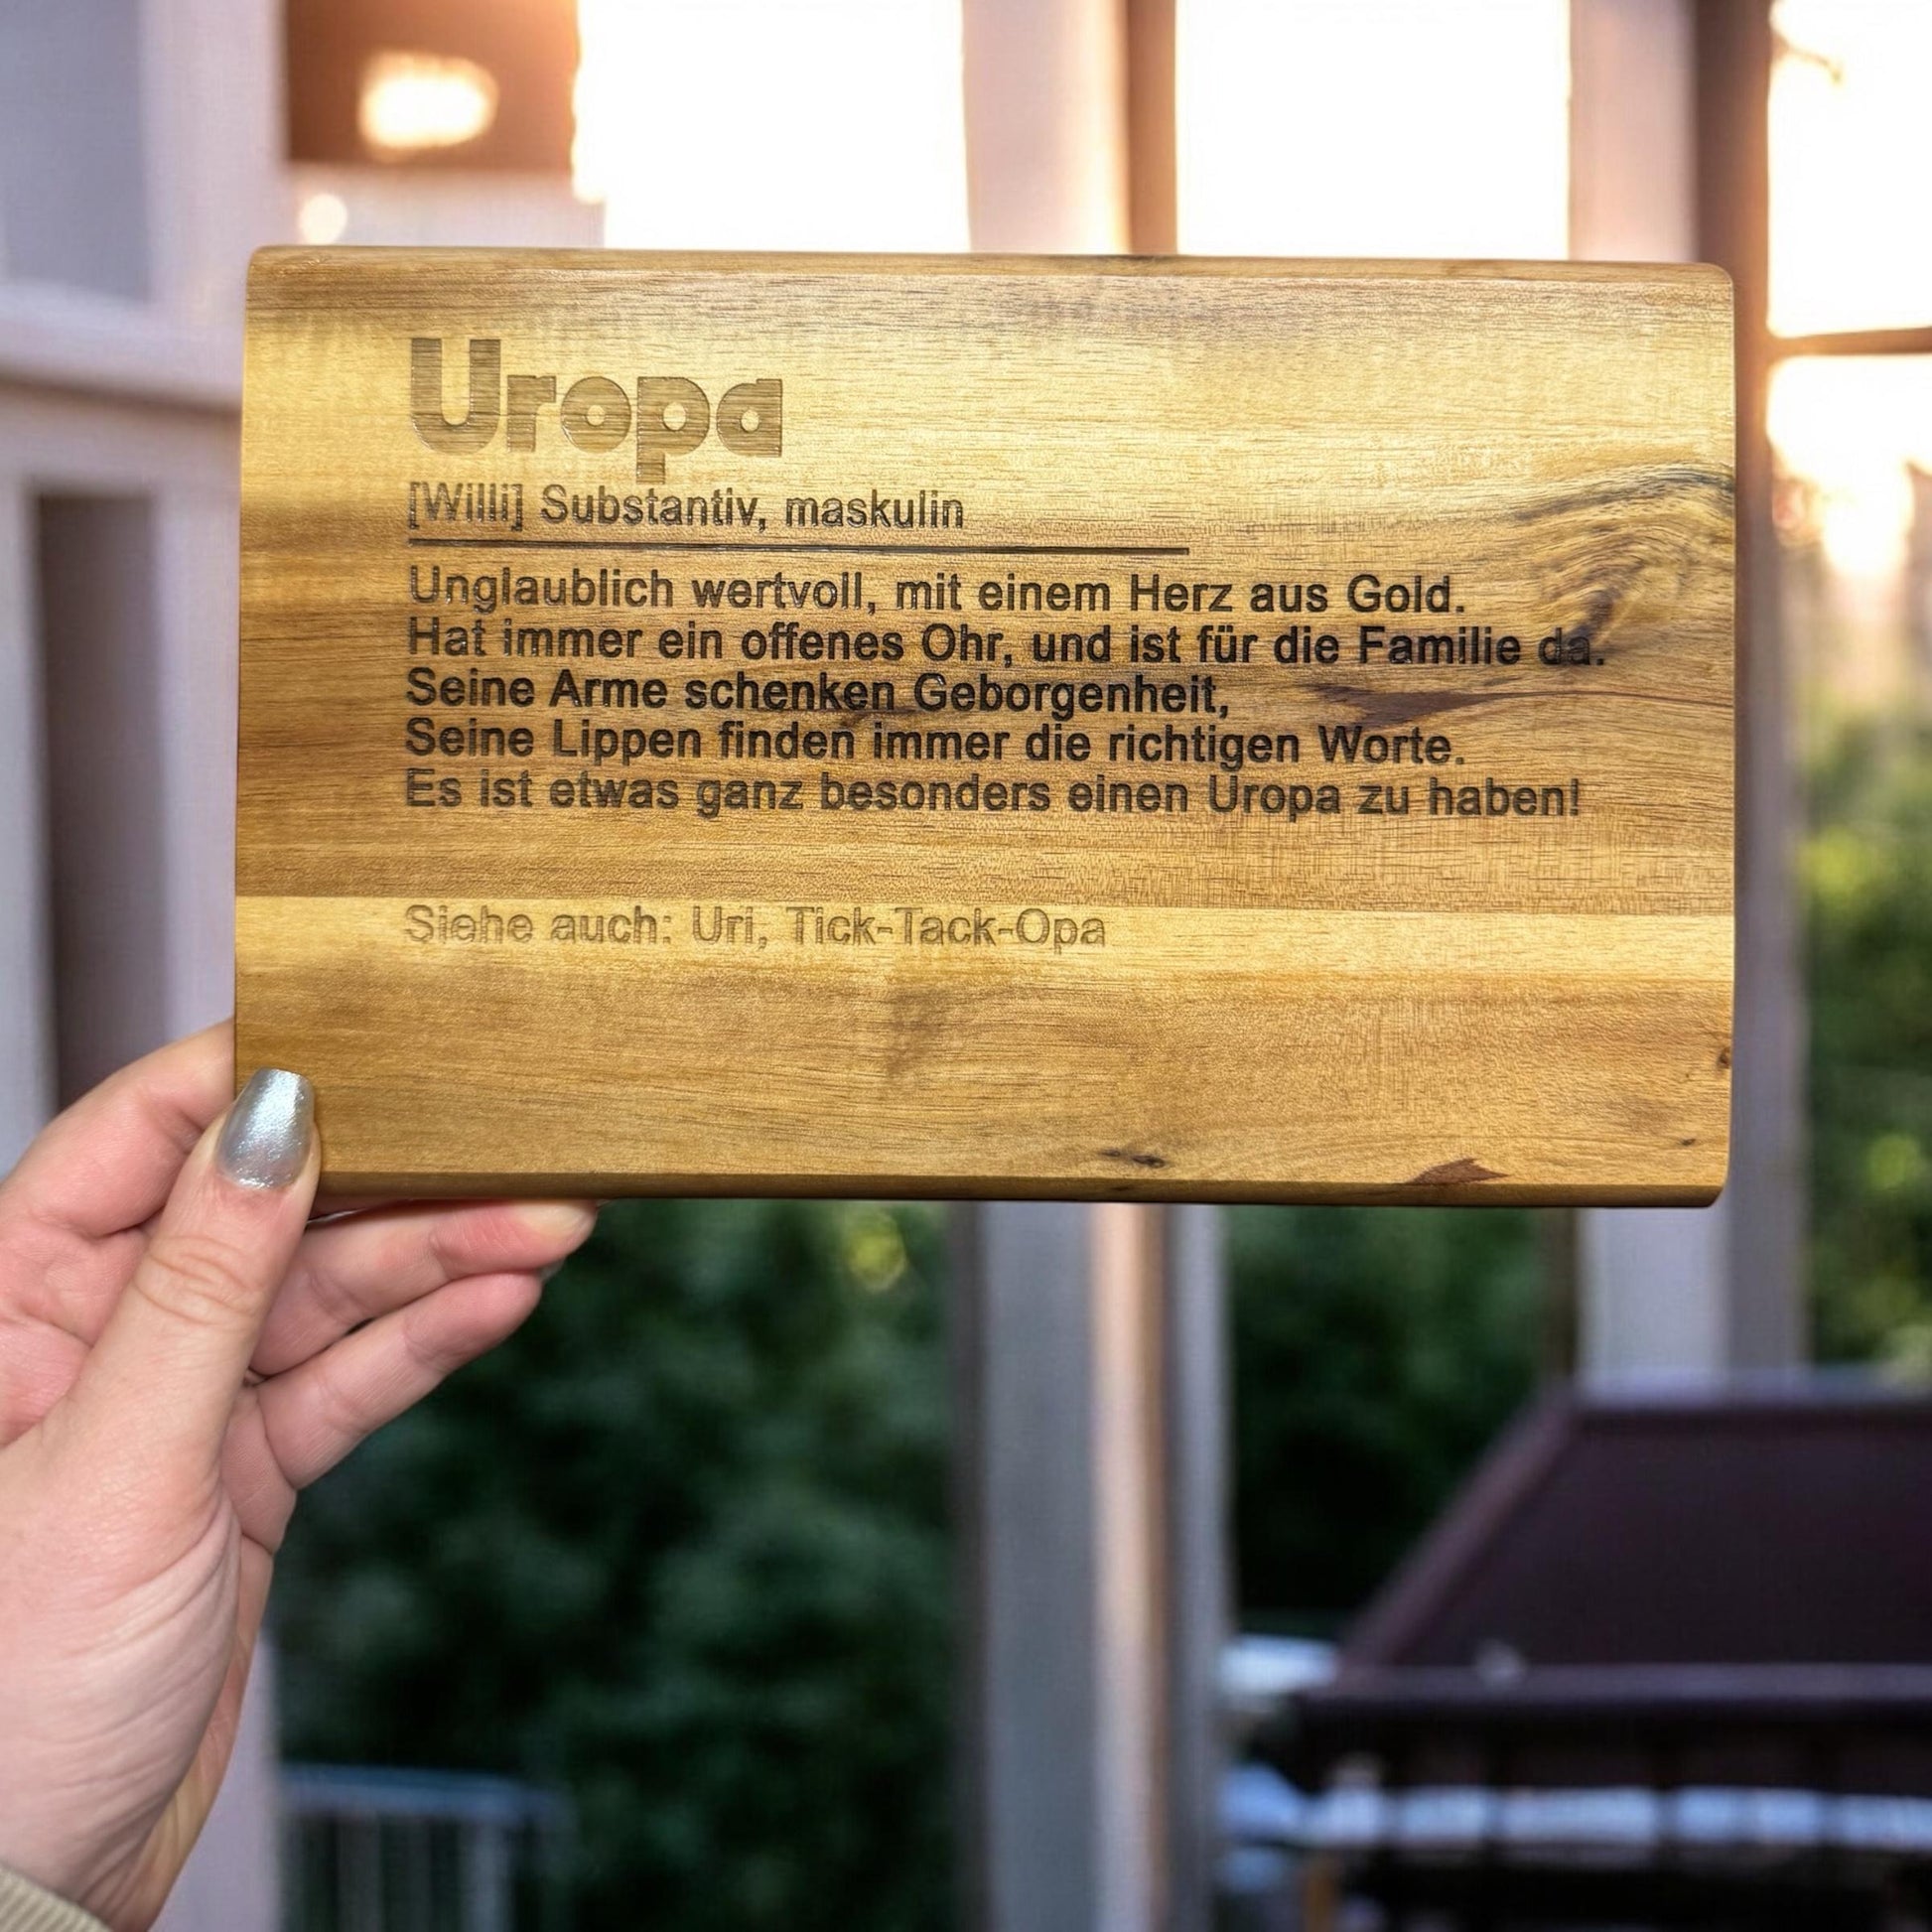 Uropa
[Willi] Substantiv, maskulin
Unglaublich wertvoll, mit einem Herz aus Gold.
Hat immer ein offenes Ohr, und ist für die Familie da.
Seine Arme schenken Geborgenheit,
Seine Lippen finden immer die richtigen Worte.
Es ist etwas ganz besonders einen Uropa zu haben!
Siehe auch: Uri, Tick-Tack-Opa